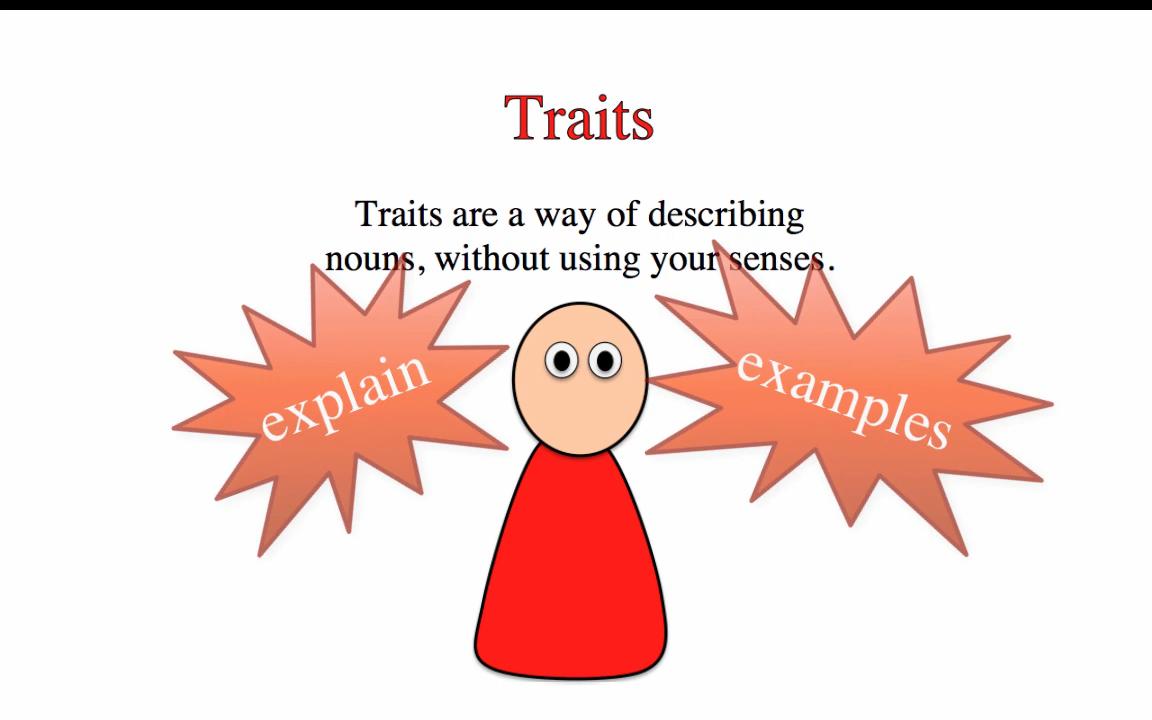 Traits
Traits are a way of describing
nouns, without using your senses.
explain
examples